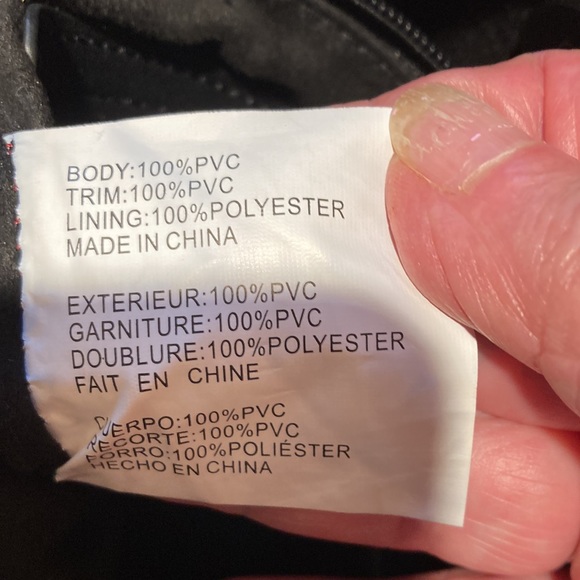 BODY:100%PVC
TRIM:100%PVC
LINING:100%POLYESTER
MADE IN CHINA
EXTERIEUR:100%PVC
GARNITURE:100%PVC
DOUBLURE:100%POLYESTER
FAIT EN CHINE
CUERPO:100%PVC
RECORTE:100%PVC
FORRO:100%POLIÉSTER
HECHO EN CHINA